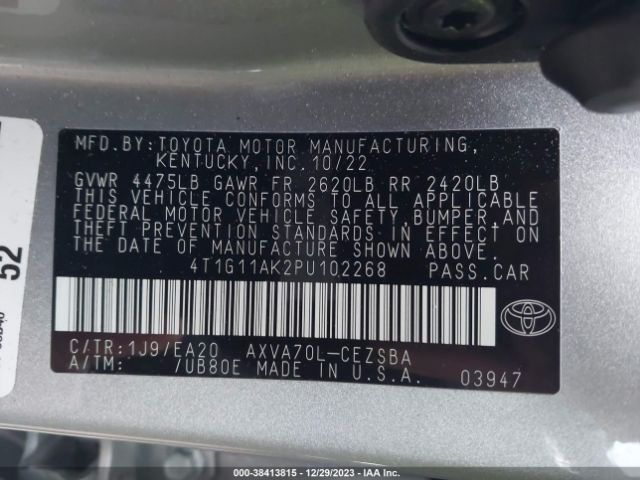 MFD.BY:TOYOTA MOTOR MANUFACTURING,
KENTUCKY, INC. 10/22
GVWR 4475LB GAWR FR 2620LB RR 2420LB
THIS VEHICLE CONFORMS TO ALL APPLICABLE
FEDERAL MOTOR VEHICLE SAFETY, BUMPER, AND
THEFT PREVENTION STANDARDS IN EFFECT ON
THE DATE OF MANUFACTURE SHOWN ABOVE.
4T1G11AK2PU102268 PASS.CAR
C/TR:1J9/EA20 AXVA70L-CEZSBA
A/TM: /UB80E MADE IN U.S.A. 03947
52
00-38413815 - 12/29/2023 - IAA Inc.